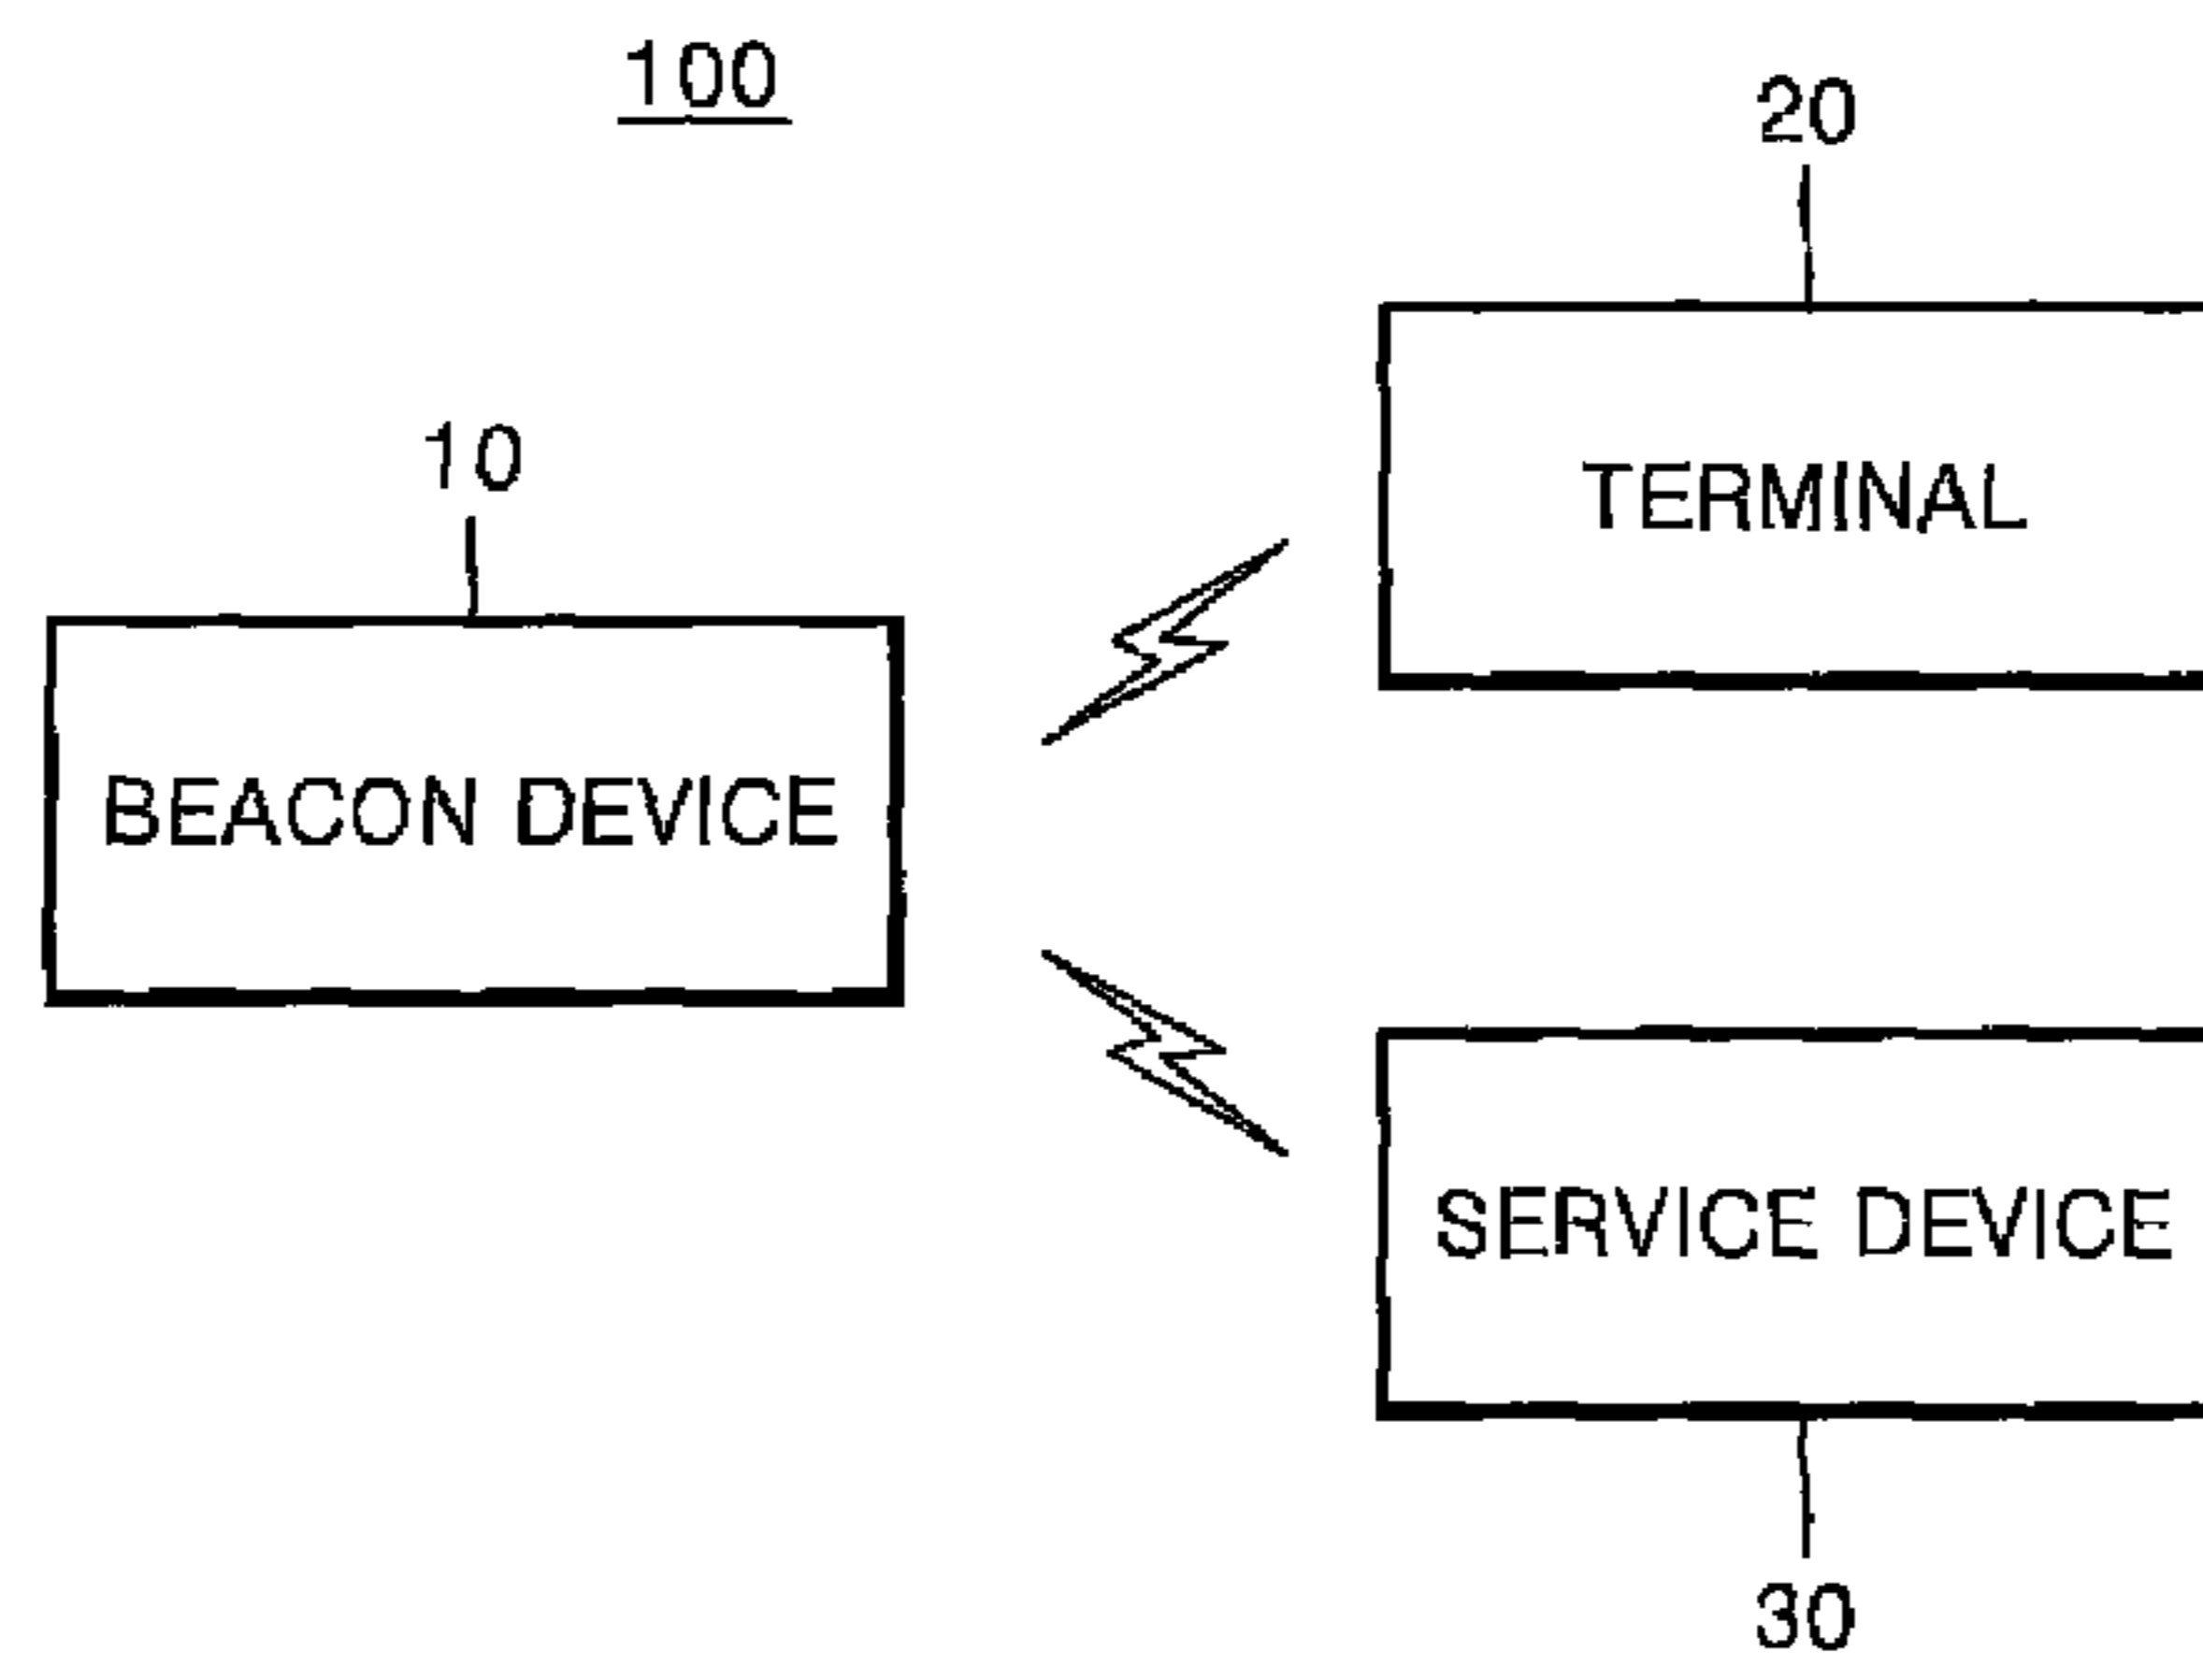 100
20
TERMINAL
10
BEACON DEVICE
SERVICE DEVICE
30